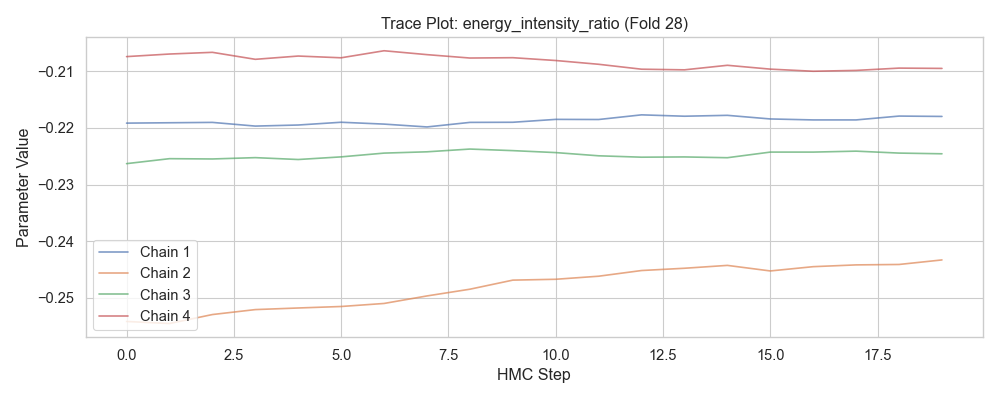 Trace Plot: energy_intensity_ratio (Fold 28)
Parameter Value
−0.21
−0.22
−0.23
−0.24
−0.25
Chain 1
Chain 2
Chain 3
Chain 4
0.0 2.5 5.0 7.5 10.0 12.5 15.0 17.5
HMC Step